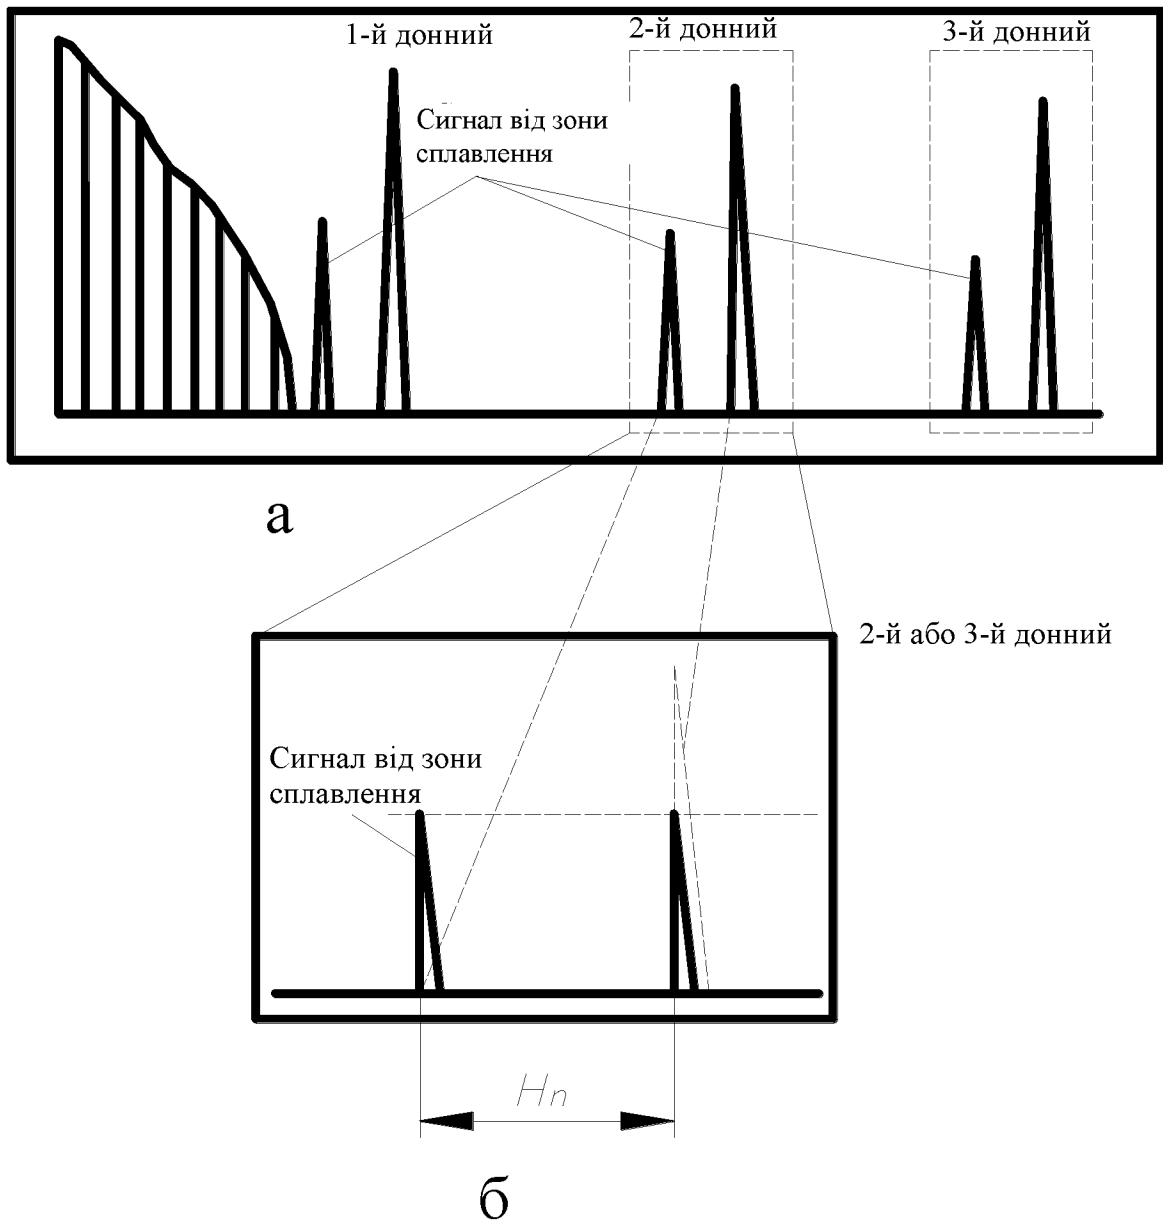 1-й донний
2-й донний
3-й донний
Сигнал від зони
сплавлення
а
2-й або 3-й донний
Сигнал від зони
сплавлення
Hn
б